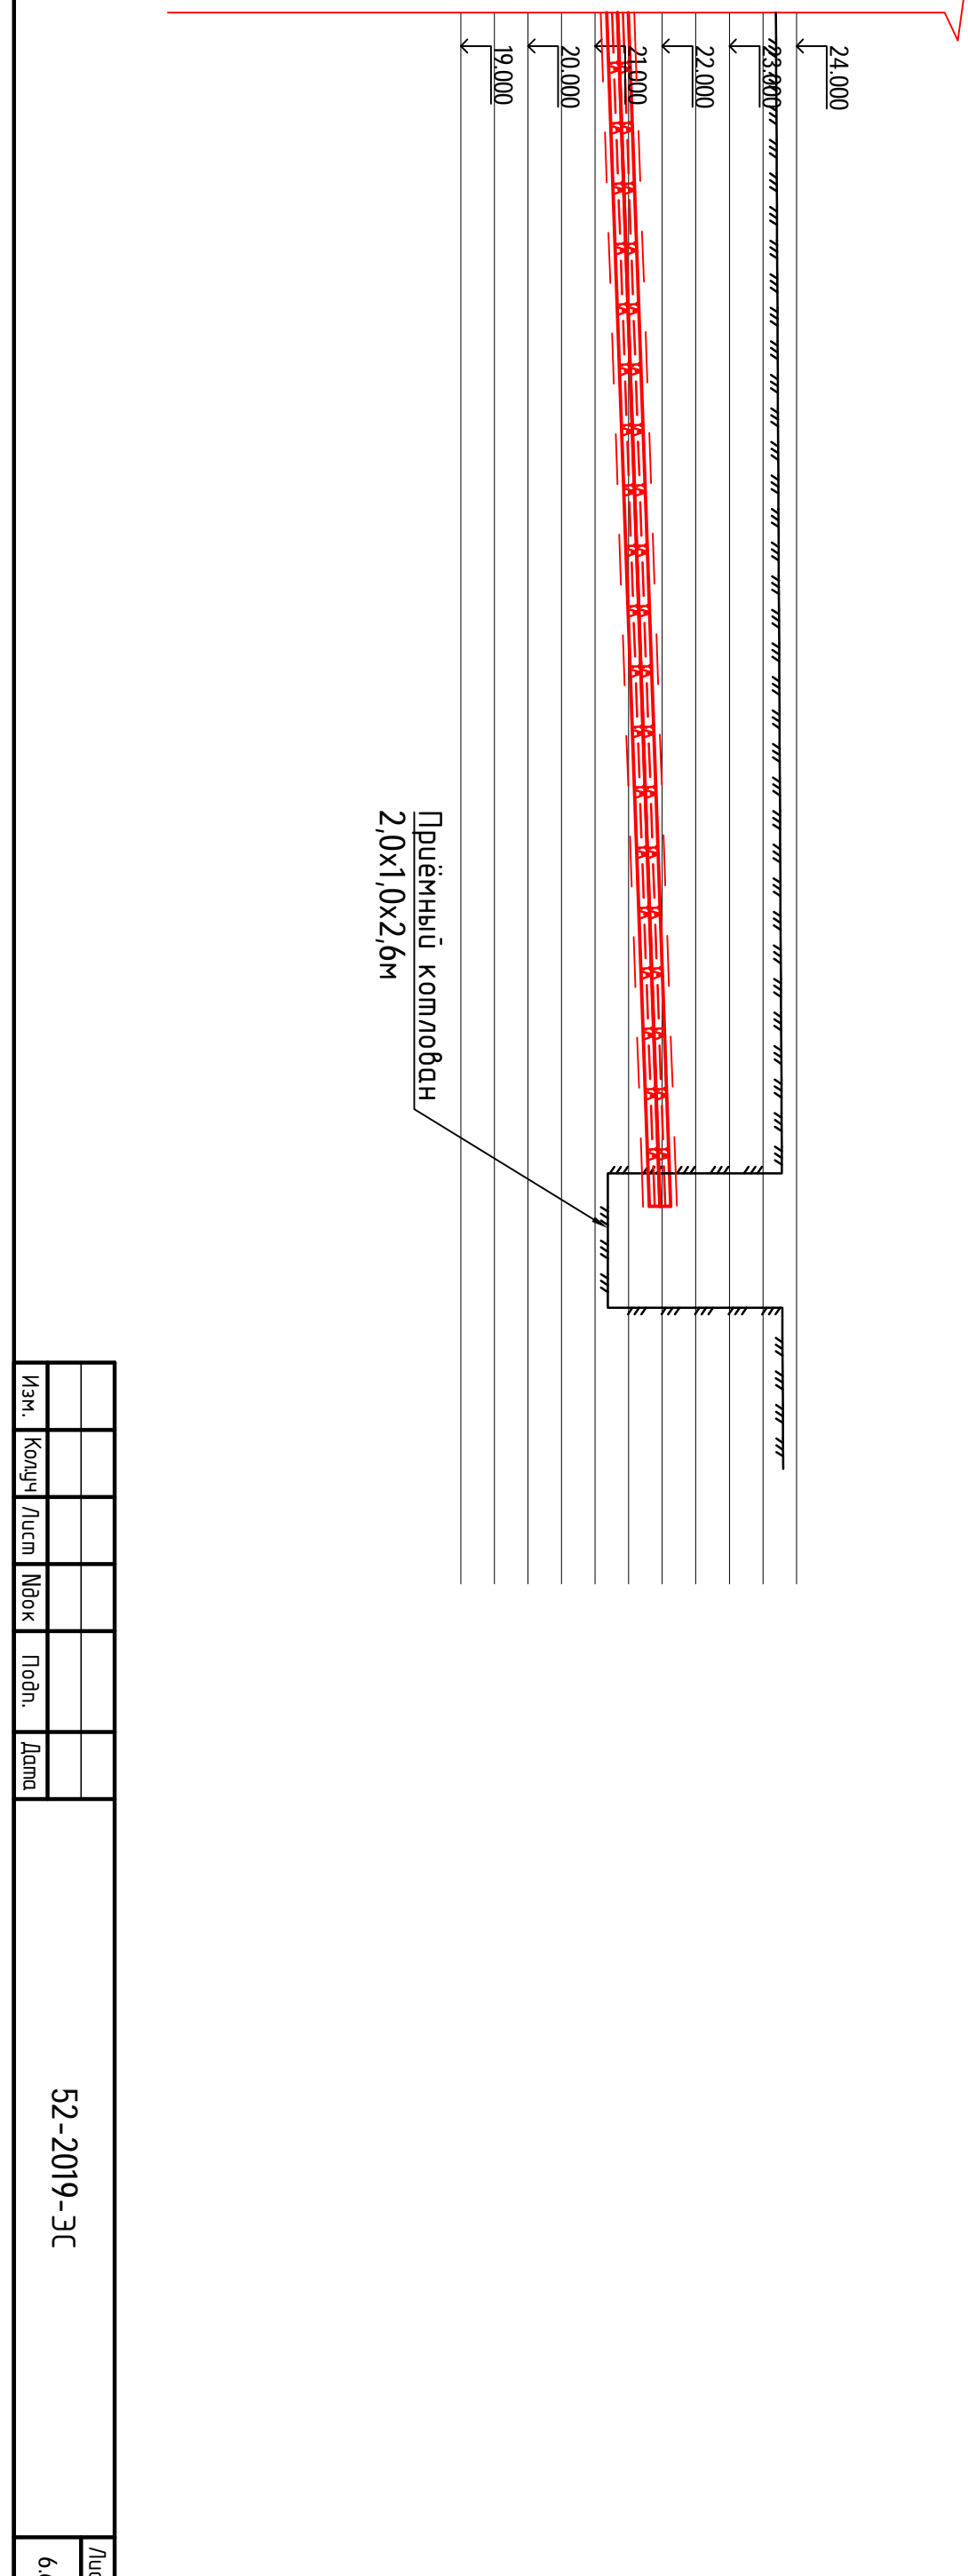 24.000
23.000
22.000
21.000
20.000
19.000
Приёмный котлован
2,0х1,0х2,6м
Изм.
Кол.уч
Лист
Nдок
Подп.
Дата
52-2019-ЭС